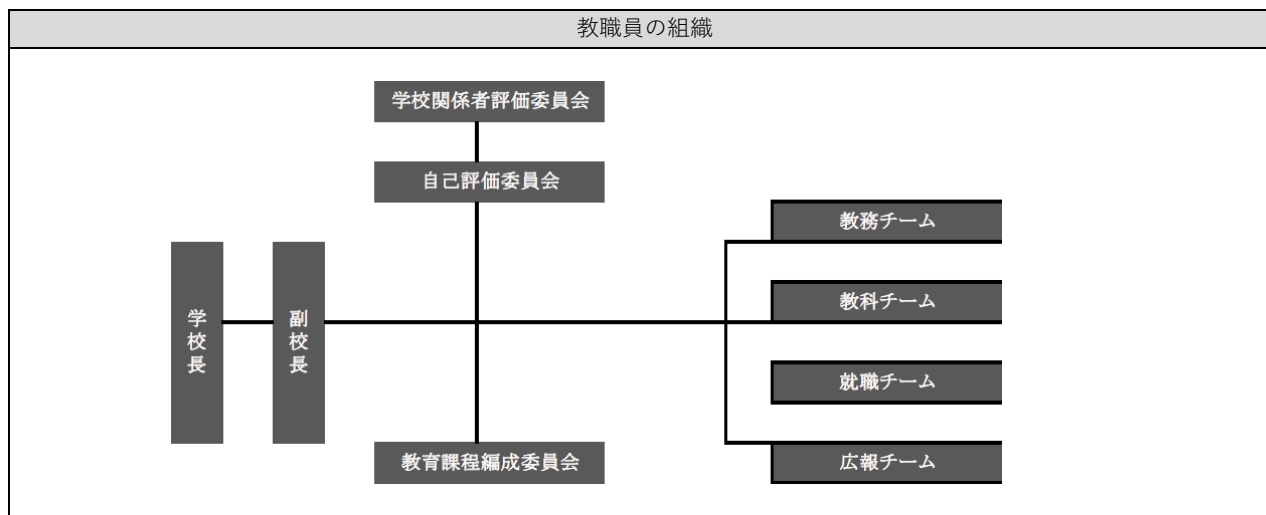 教職員の組織
学校関係者評価委員会
自己評価委員会
学校長
副校長
教務チーム
教科チーム
就職チーム
広報チーム
教育課程編成委員会